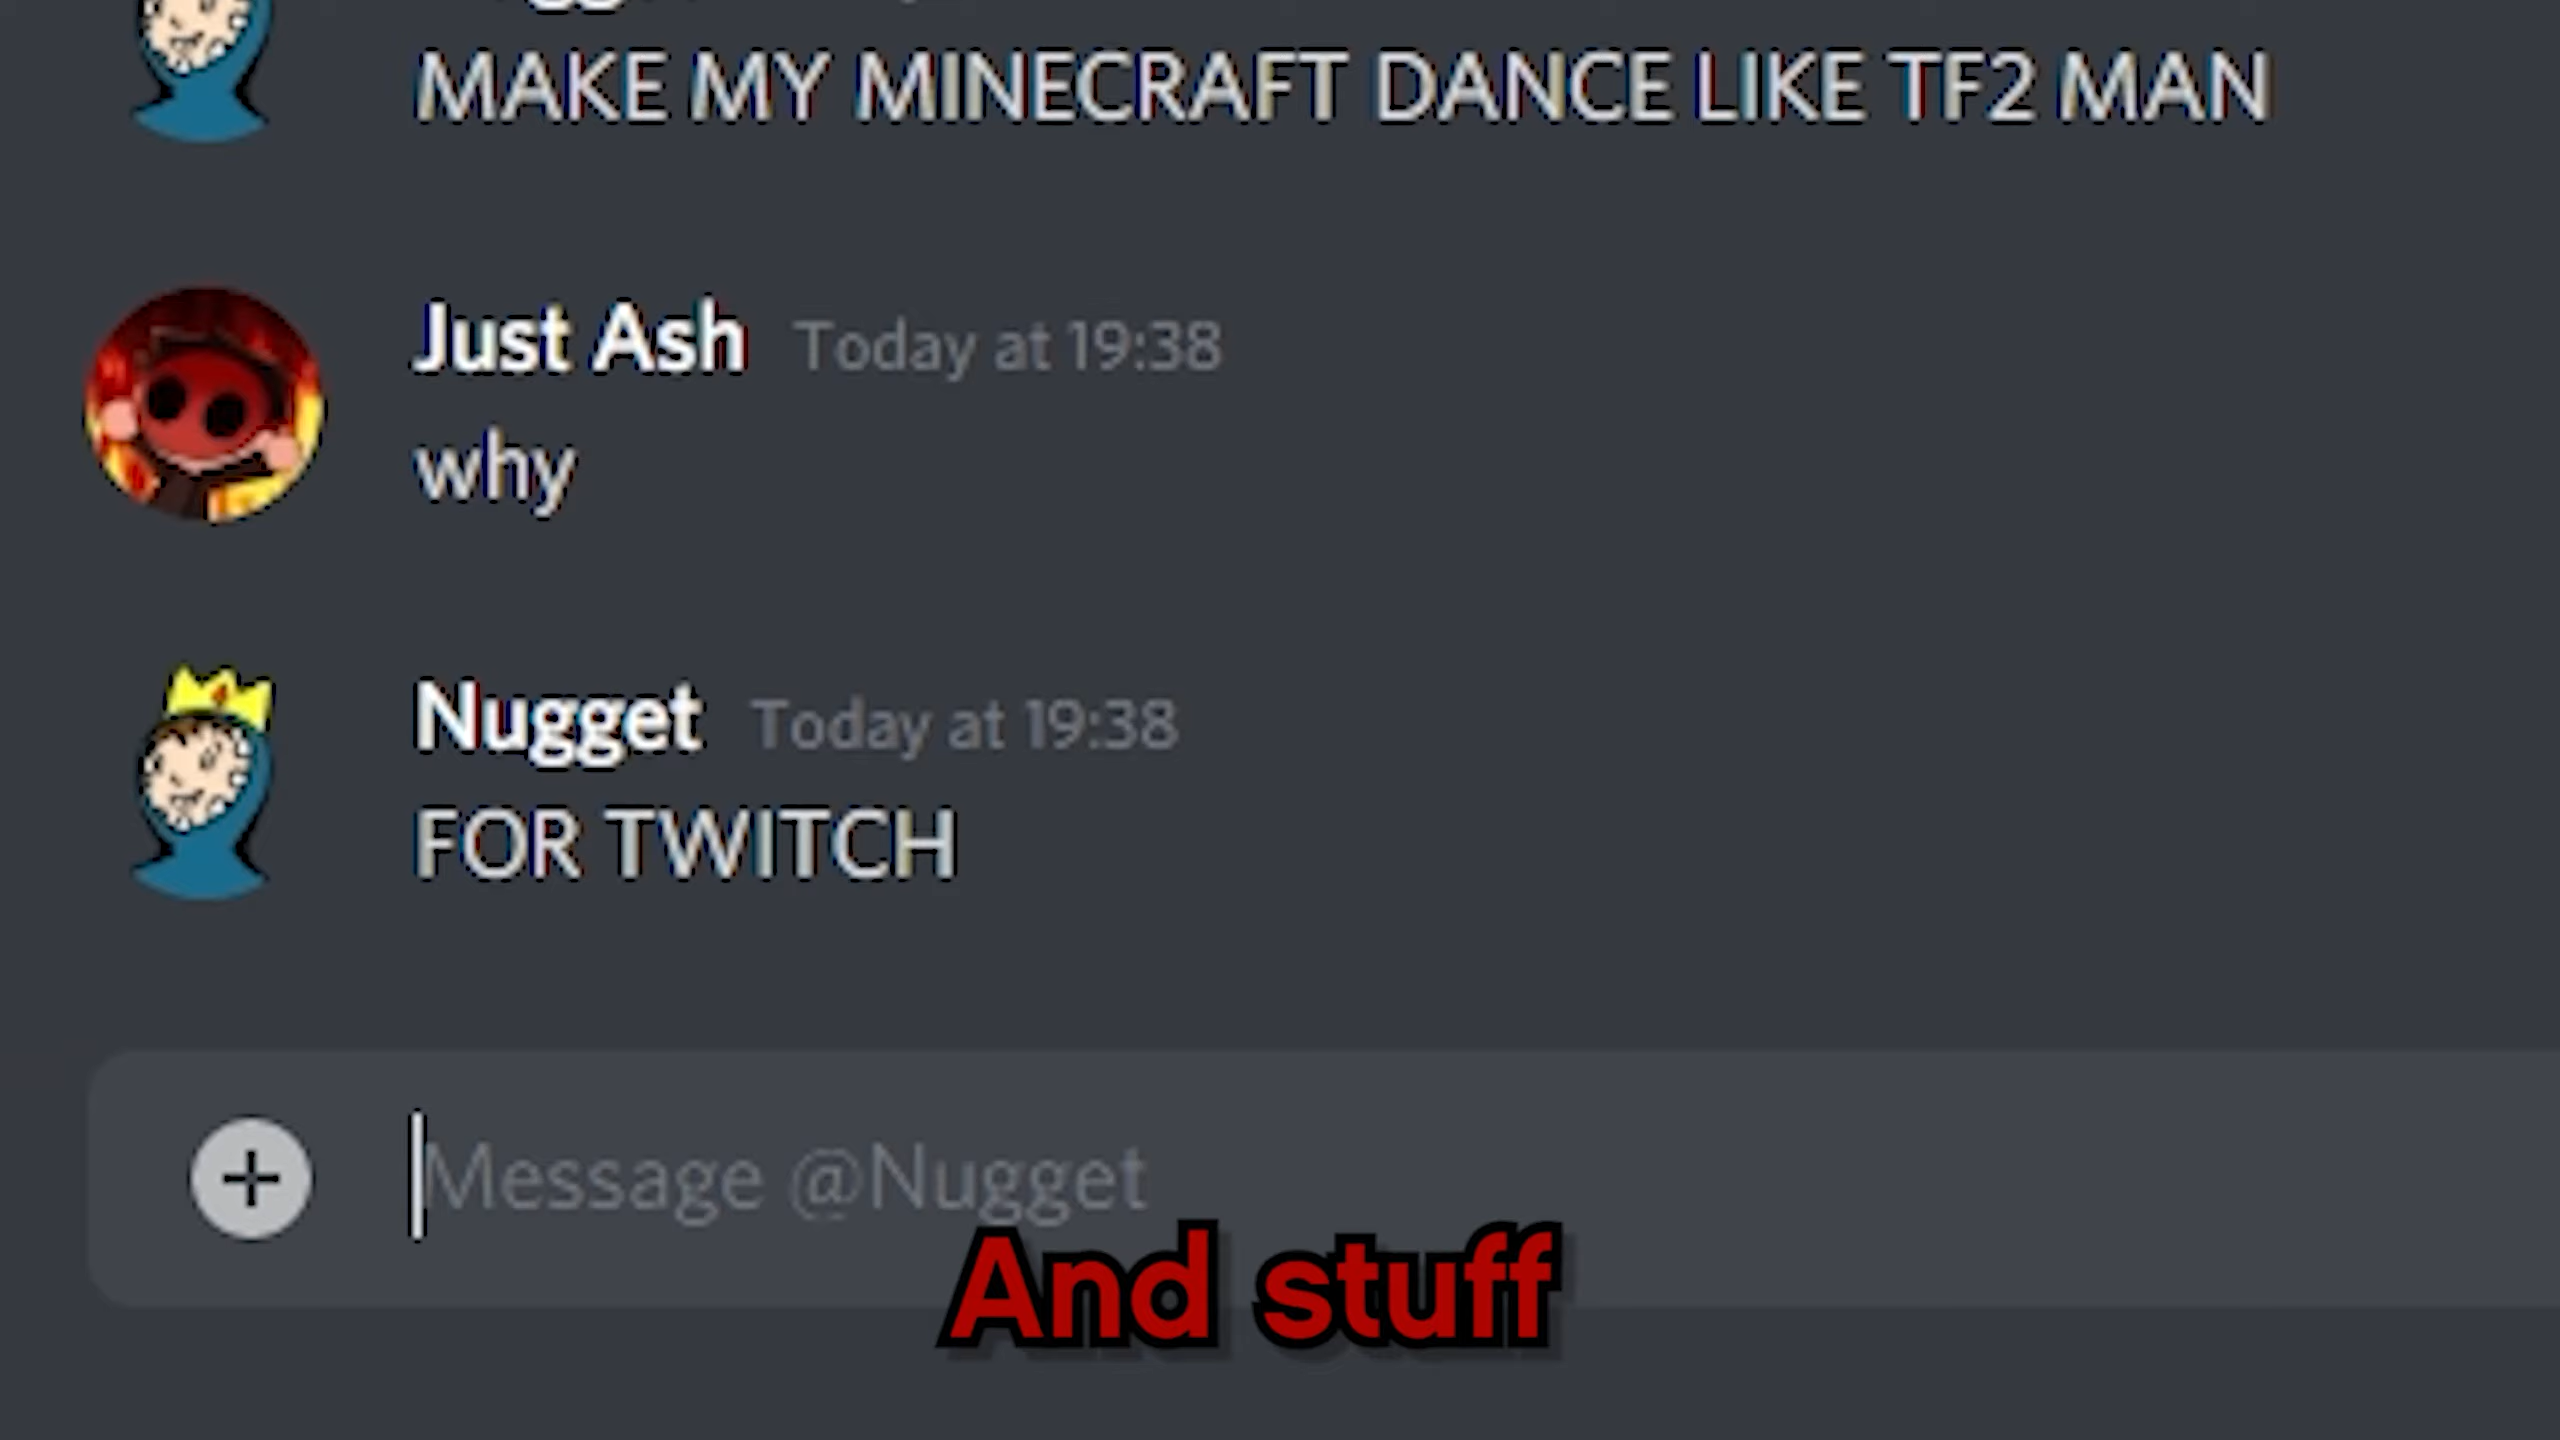 MAKE MY MINECRAFT DANCE LIKE TF2 MAN
Just Ash Today at 19:38
why
Nugget Today at 19:38
FOR TWITCH
Message @Nugget
And stuff